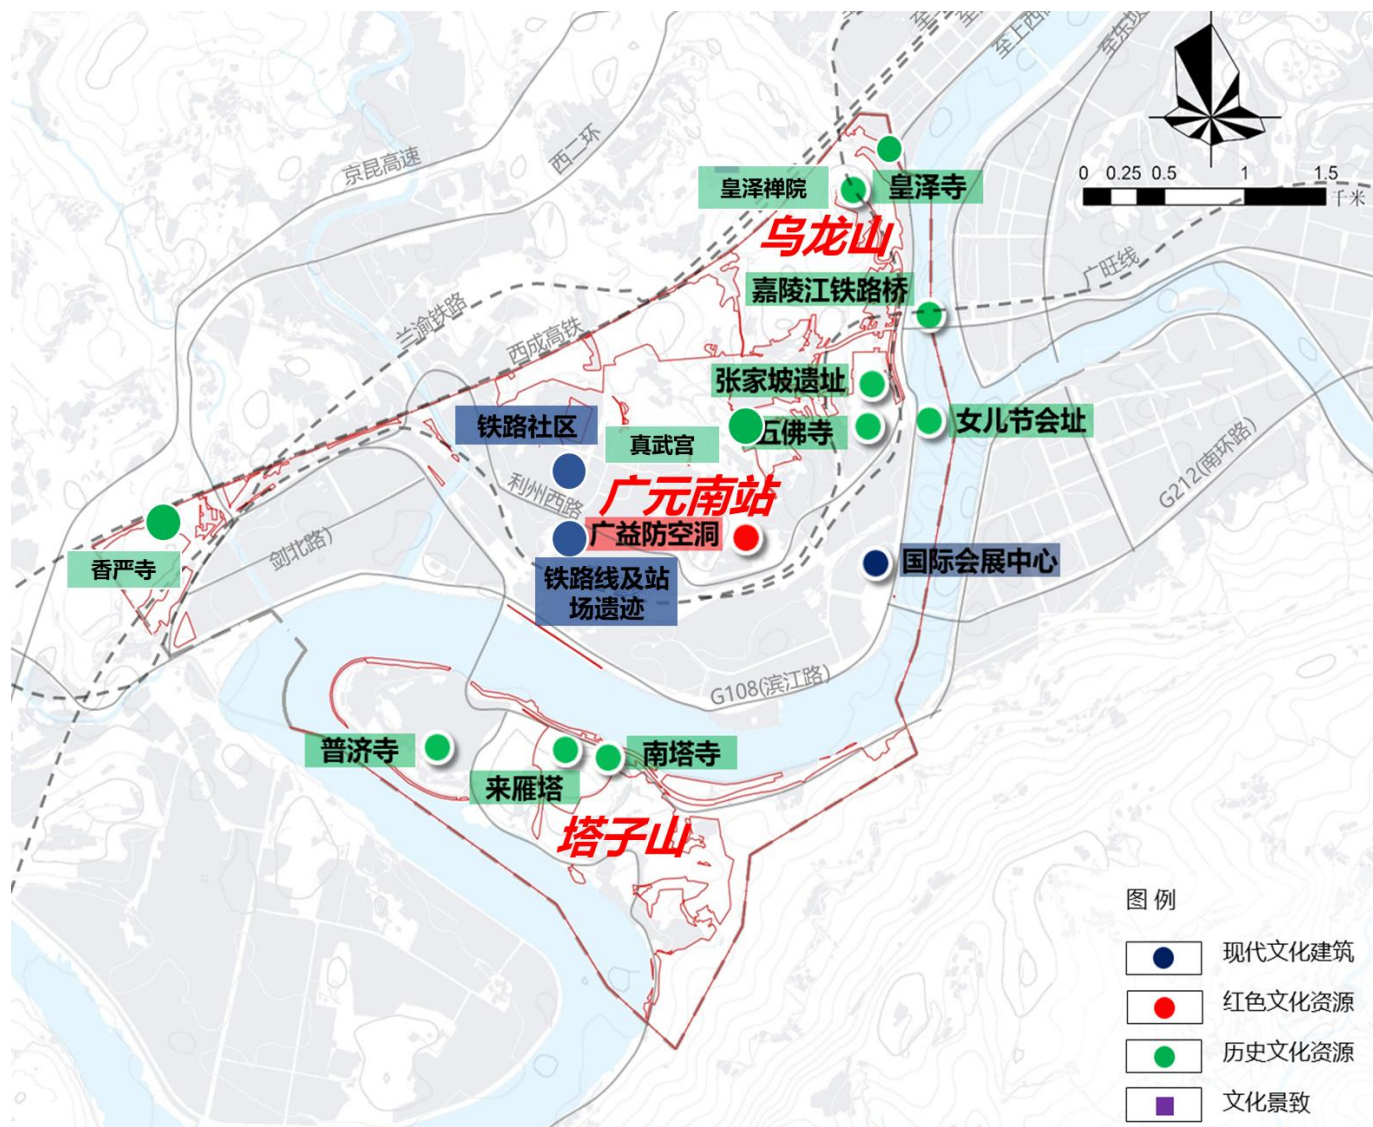 至上西
至东坡
京昆高速
西二环
0 0.25 0.5 1 1.5
千米
皇泽禅院
皇泽寺
乌龙山
广旺线
嘉陵江铁路桥
兰渝铁路
西成高铁
张家坡遗址
铁路社区
真武宫
五佛寺
女儿节会址
G212(南环路)
利州西路
广元南站
广益防空洞
剑北路)
香严寺
国际会展中心
铁路线及站
场遗迹
G108(滨江路)
普济寺
来雁塔
南塔寺
塔子山
图 例
现代文化建筑
红色文化资源
历史文化资源
文化景致